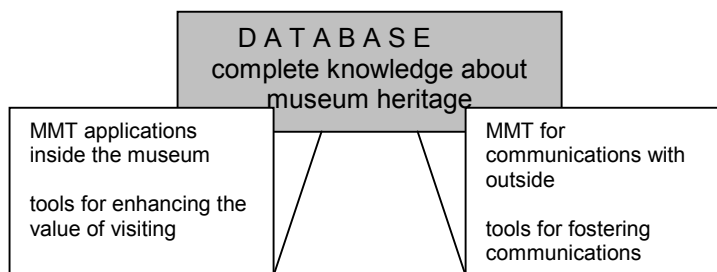 D A T A B A S E
complete knowledge about
museum heritage
MMT applications
inside the museum
tools for enhancing the
value of visiting
MMT for
communications with
outside
tools for fostering
communications